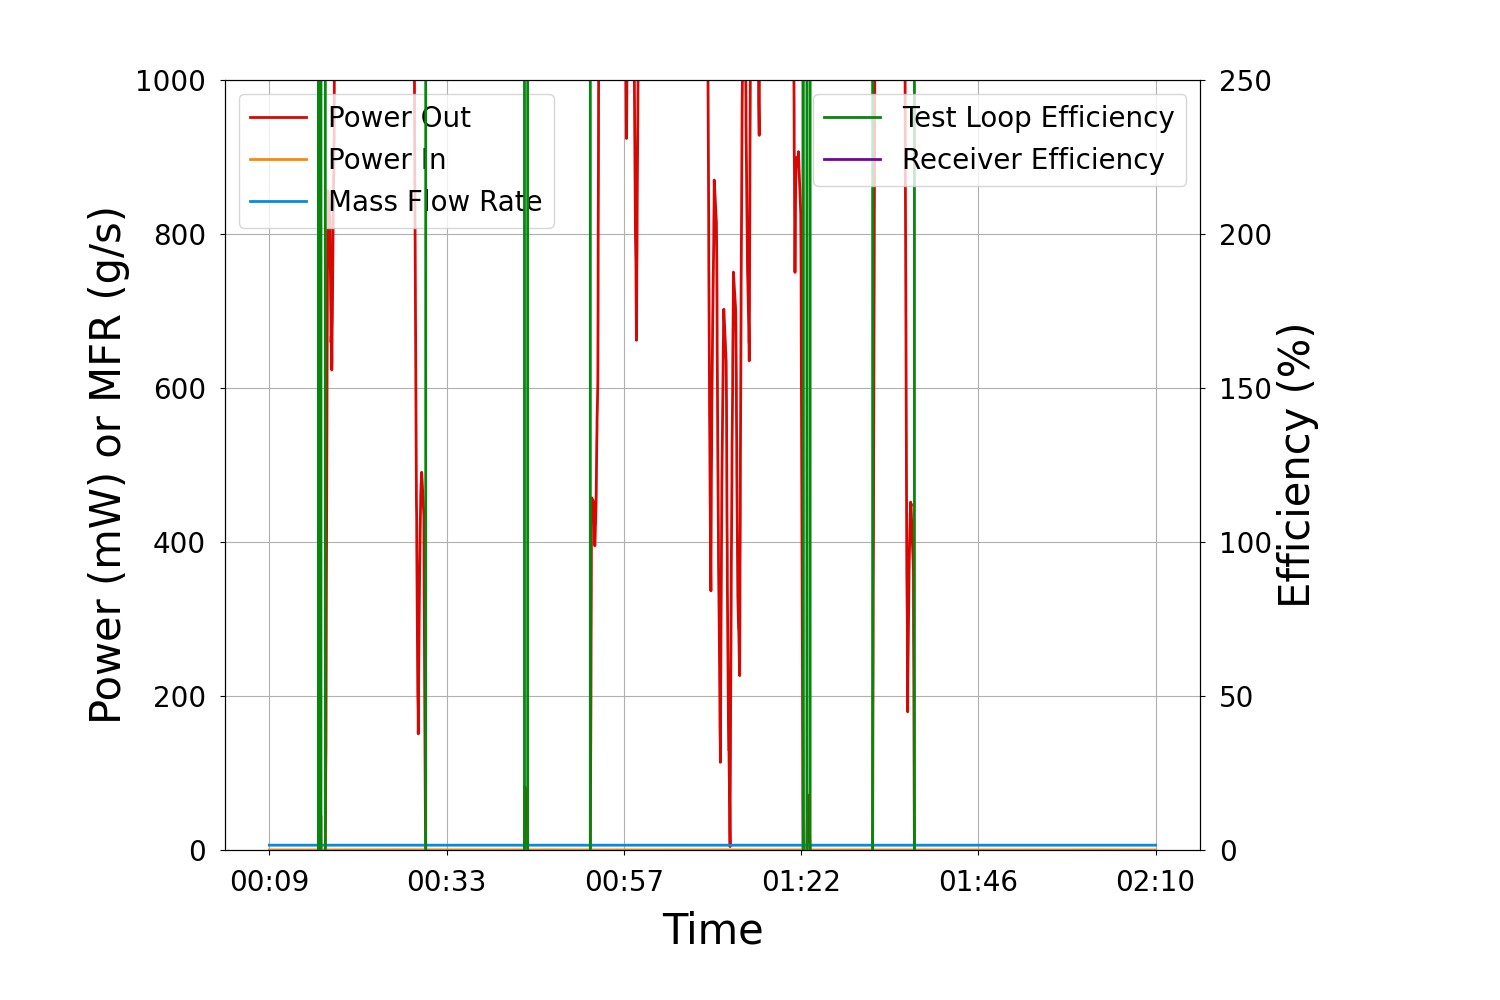 1000
800
600
400
200
0
Power (mW) or MFR (g/s)
Power Out
Power In
Mass Flow Rate
Test Loop Efficiency
Receiver Efficiency
250
200
150
100
50
0
Efficiency (%)
00:09 00:33 00:57 01:22 01:46 02:10
Time